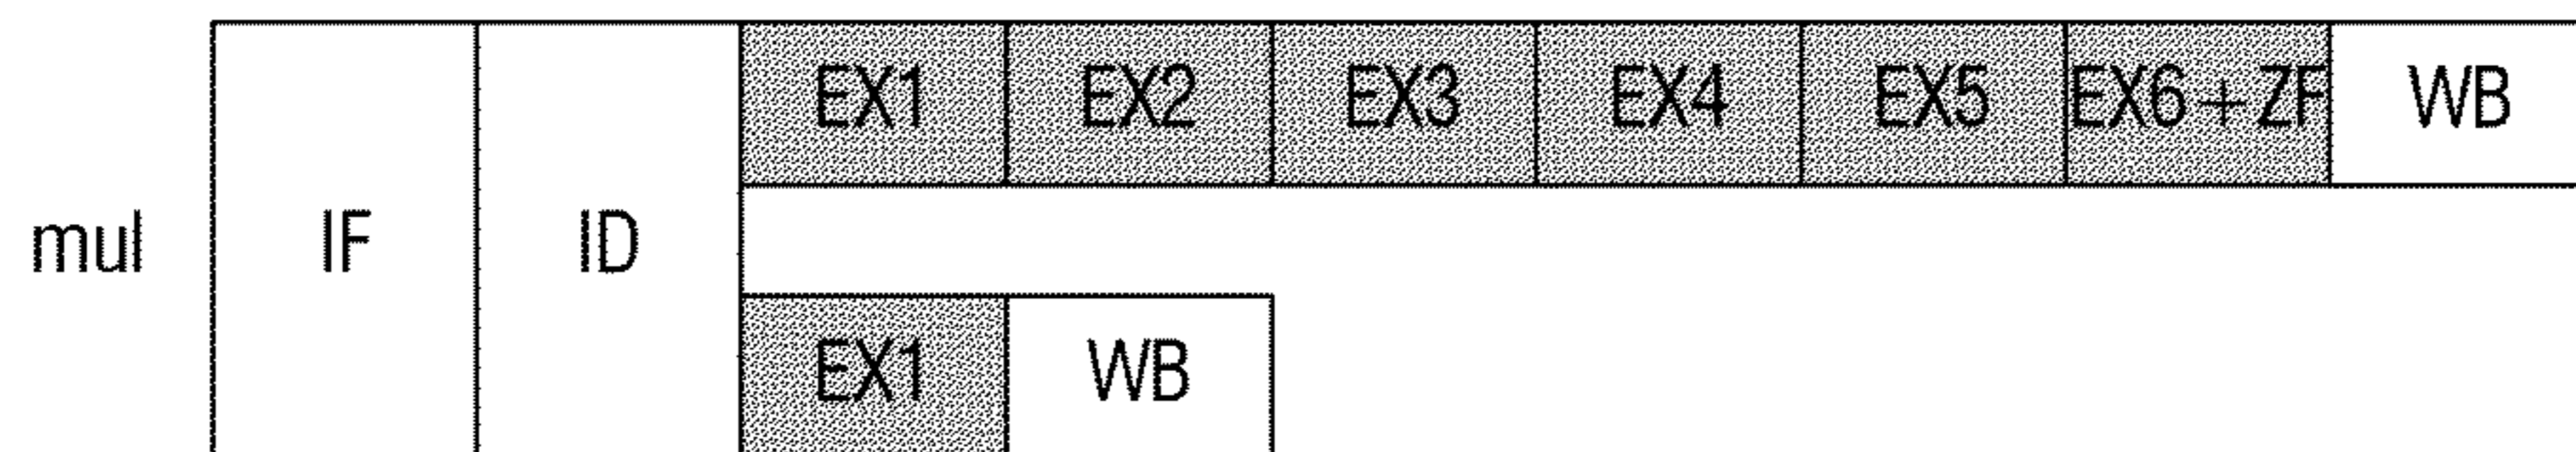 EX1 EX2 EX3 EX4 EX5 EX6+ZF WB
mul IF ID
EX1 WB